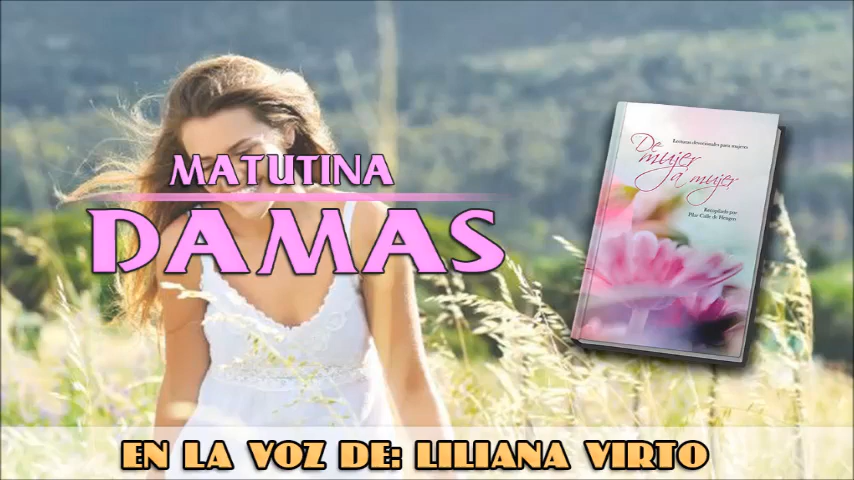 MATUTINA
DAMAS
Lecturas devocionales para mujeres
De
mujer
a mujer
Recopilado por
Pilar Calle de Henger
EN LA VOZ DE: LILIANA VIRTO